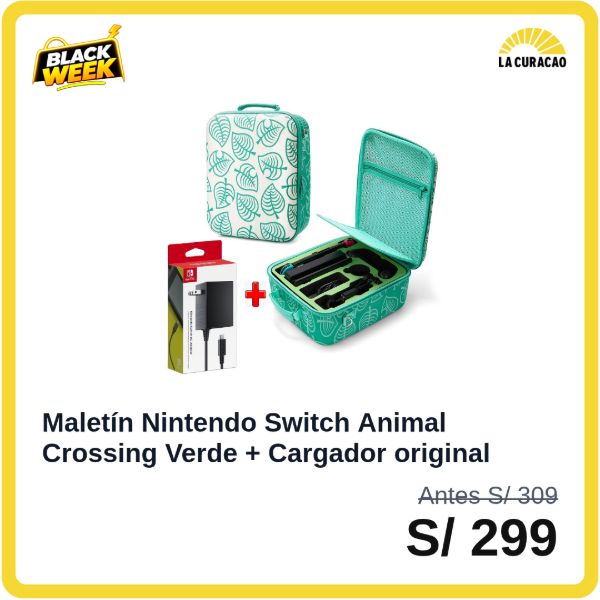 BLACK
WEEK
LA CURACAO
Maletín Nintendo Switch Animal
Crossing Verde + Cargador original
Antes S/ 309
S/ 299